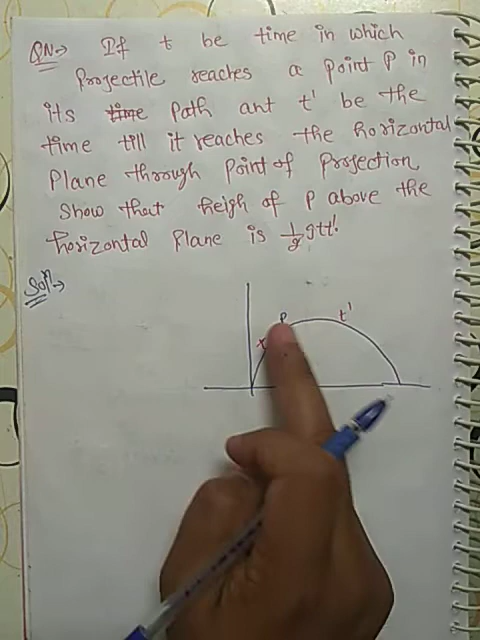 QN→ If t be time in which
Projectile reaches a point P in
its time Path ant t' be the
time till it reaches the horizontal
Plane through Point of Projection
Show that heigh of P above the
horizontal Plane is 1/2 gtt'.
Solⁿ→
P
t'